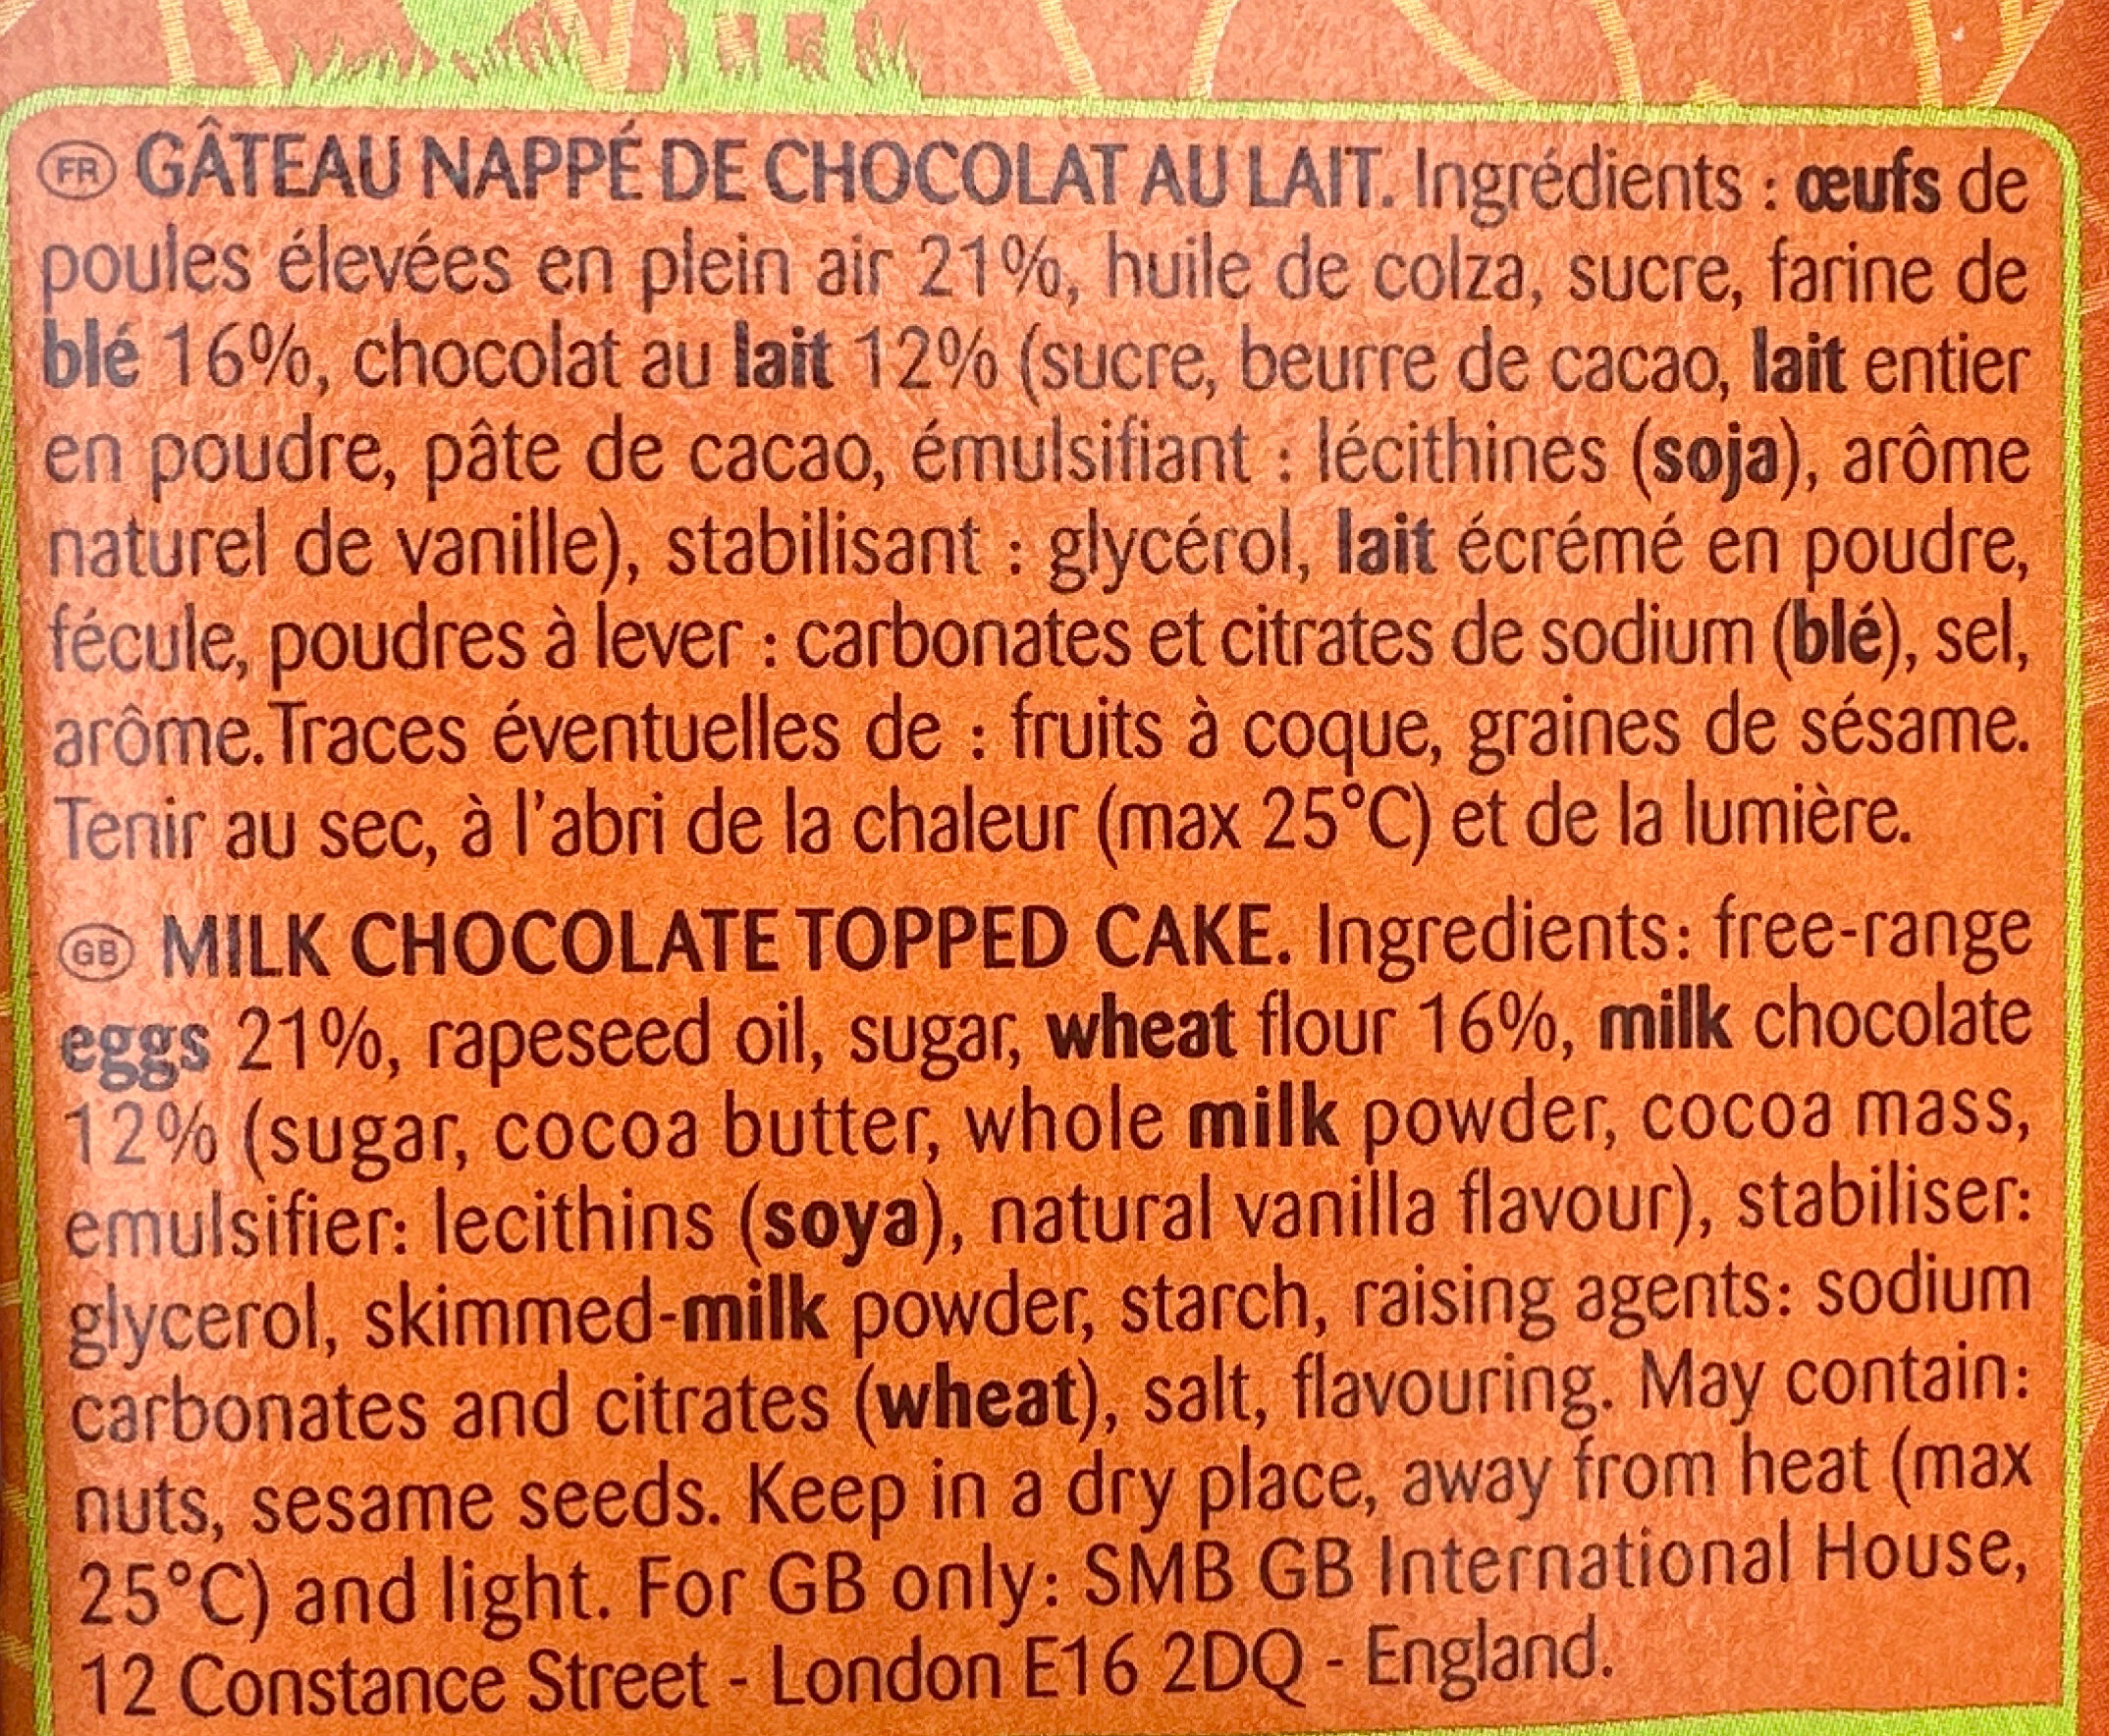 FR GÂTEAU NAPPÉ DE CHOCOLAT AU LAIT. Ingrédients : œufs de
poules élevées en plein air 21%, huile de colza, sucre, farine de
blé 16%, chocolat au lait 12% (sucre, beurre de cacao, lait entier
en poudre, pâte de cacao, émulsifiant : lécithines (soja), arôme
naturel de vanille), stabilisant : glycérol, lait écrémé en poudre,
fécule, poudres à lever : carbonates et citrates de sodium (blé), sel,
arôme. Traces éventuelles de : fruits à coque, graines de sésame.
Tenir au sec, à l'abri de la chaleur (max 25°C) et de la lumière.
GB MILK CHOCOLATE TOPPED CAKE. Ingredients: free-range
eggs 21%, rapeseed oil, sugar, wheat flour 16%, milk chocolate
12% (sugar, cocoa butter, whole milk powder, cocoa mass,
emulsifier: lecithins (soya), natural vanilla flavour), stabiliser:
glycerol, skimmed-milk powder, starch, raising agents: sodium
carbonates and citrates (wheat), salt, flavouring. May contain:
nuts, sesame seeds. Keep in a dry place, away from heat (max
25°C) and light. For GB only: SMB GB International House,
12 Constance Street - London E16 2DQ - England.